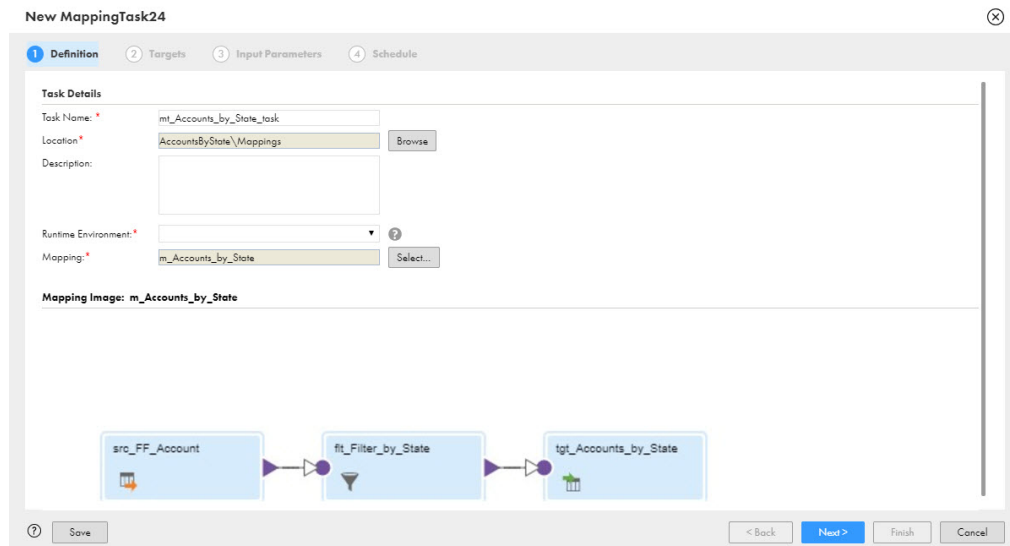 New MappingTask24
1 Definition 2 Targets 3 Input Parameters 4 Schedule
Task Details
Task Name: * mt_Accounts_by_State_task
Location* AccountsByState\Mappings Browse
Description:
Runtime Environment:* ?
Mapping:* m_Accounts_by_State Select...
Mapping Image: m_Accounts_by_State
src_FF_Account flt_Filter_by_State tgt_Accounts_by_State
? Save < Back Next > Finish Cancel